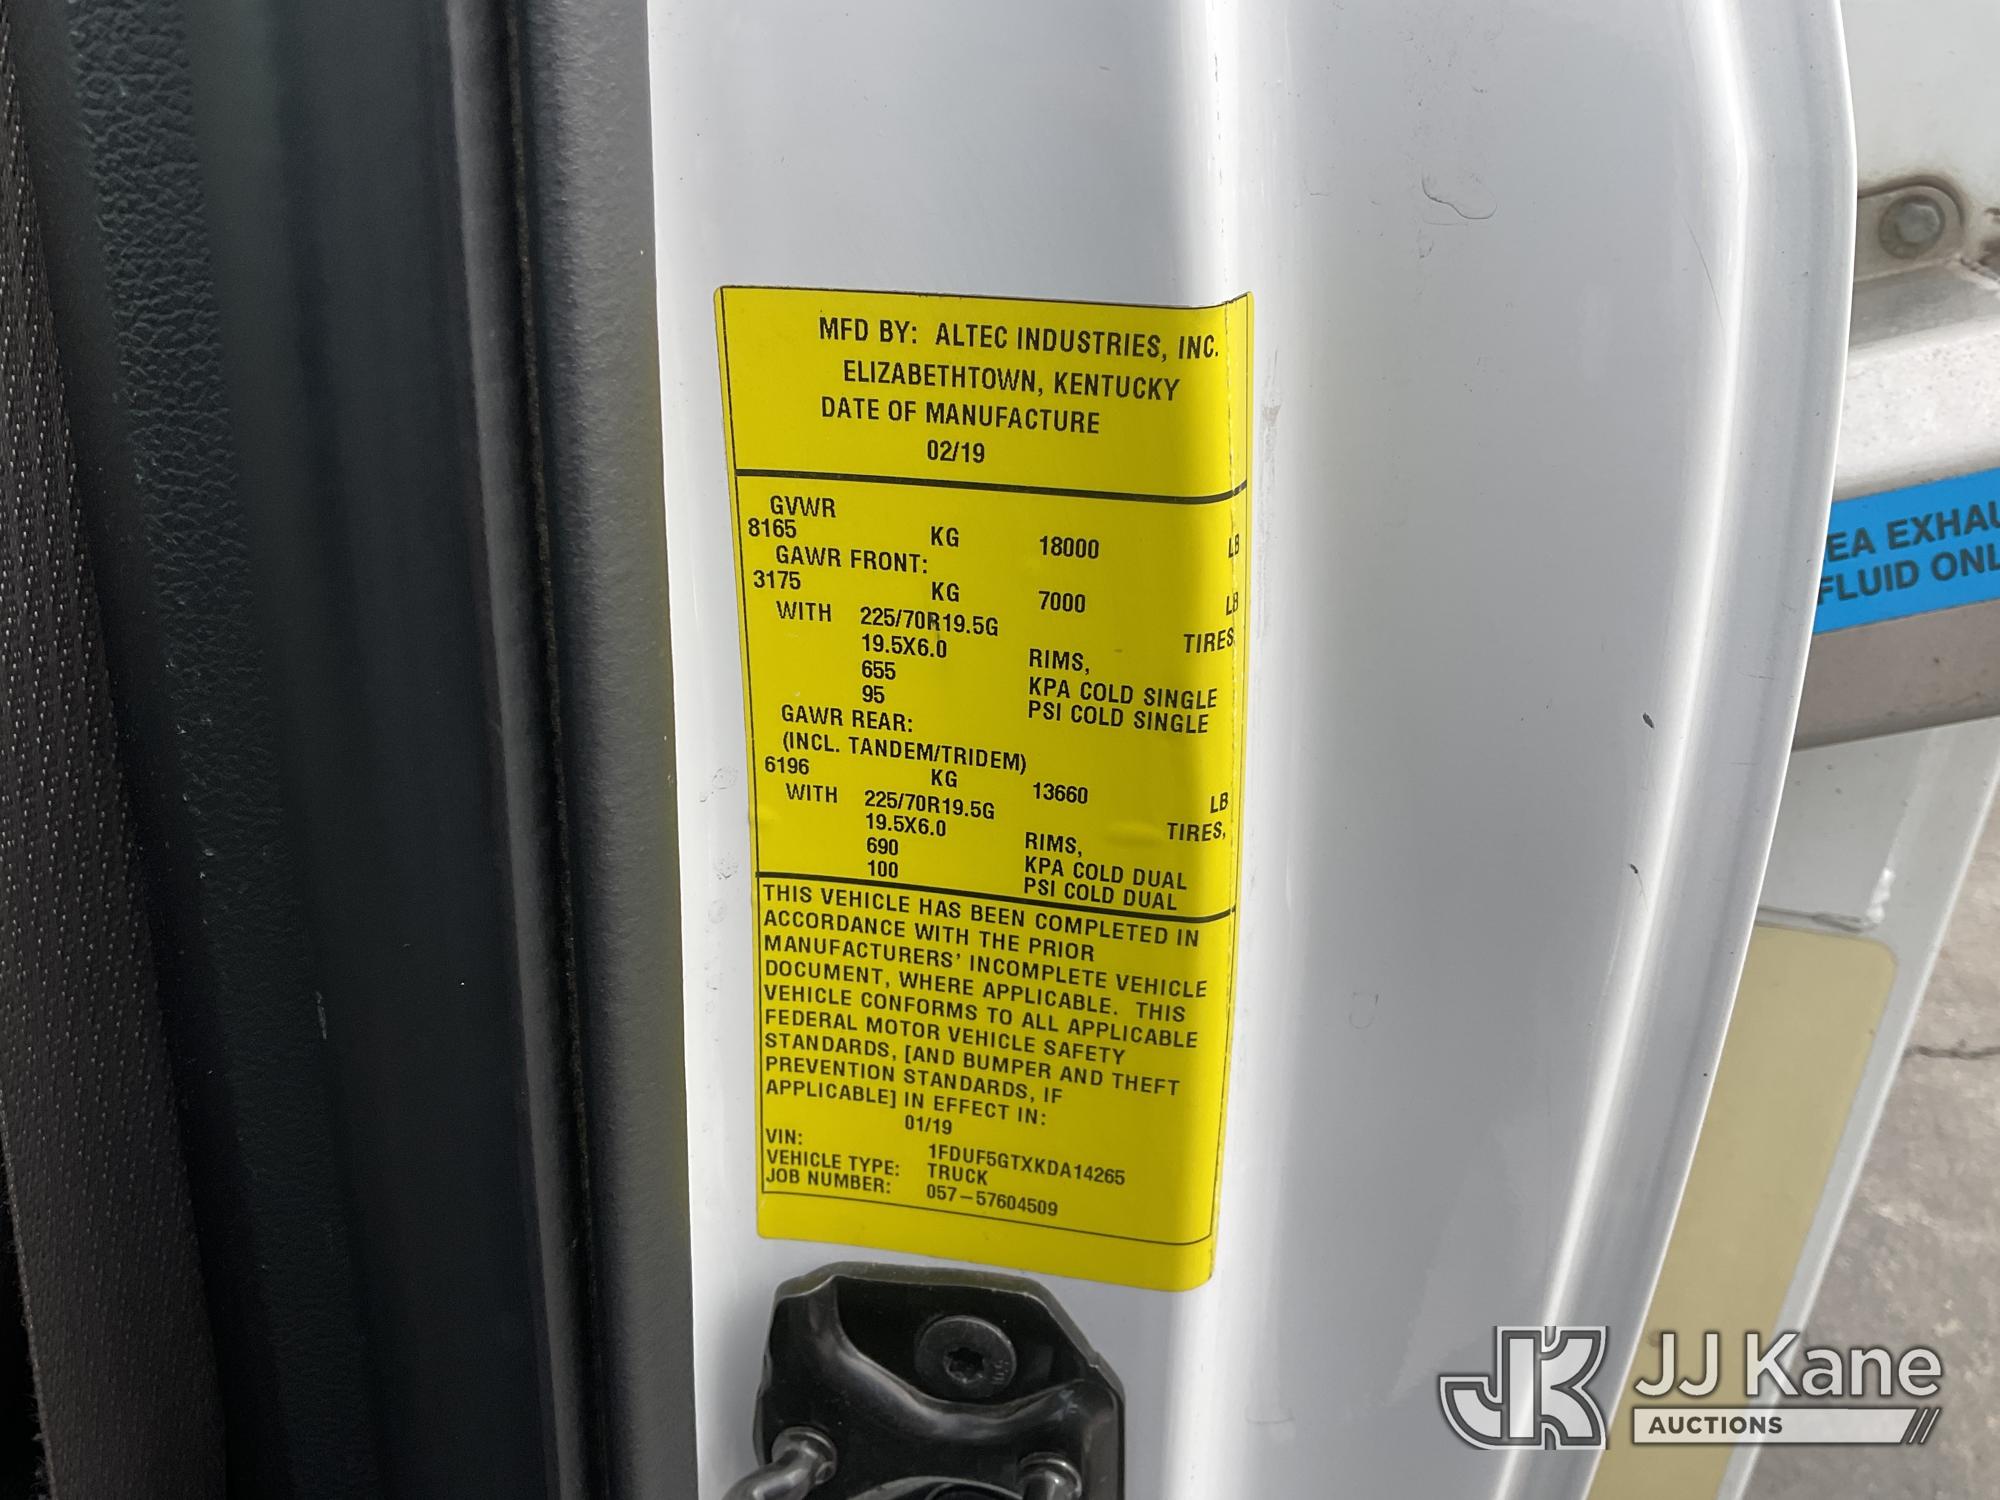 MFD BY: ALTEC INDUSTRIES, INC.
ELIZABETHTOWN, KENTUCKY
DATE OF MANUFACTURE
02/19
GVWR
8165 KG 18000 LB
GAWR FRONT:
3175 KG 7000 LB
WITH 225/70R19.5G TIRES,
19.5X6.0 RIMS,
655 KPA COLD SINGLE
95 PSI COLD SINGLE
GAWR REAR:
(INCL. TANDEM/TRIDEM)
6196 KG 13660 LB
WITH 225/70R19.5G TIRES,
19.5X6.0 RIMS,
690 KPA COLD DUAL
100 PSI COLD DUAL
THIS VEHICLE HAS BEEN COMPLETED IN
ACCORDANCE WITH THE PRIOR
MANUFACTURERS' INCOMPLETE VEHICLE
DOCUMENT, WHERE APPLICABLE. THIS
VEHICLE CONFORMS TO ALL APPLICABLE
FEDERAL MOTOR VEHICLE SAFETY
STANDARDS, [AND BUMPER AND THEFT
PREVENTION STANDARDS, IF
APPLICABLE] IN EFFECT IN:
01/19
VIN: 1FDUF5GTXKDA14265
VEHICLE TYPE: TRUCK
JOB NUMBER: 057-57604509
EA EXHAU
FLUID ONL
JK JJ Kane
AUCTIONS